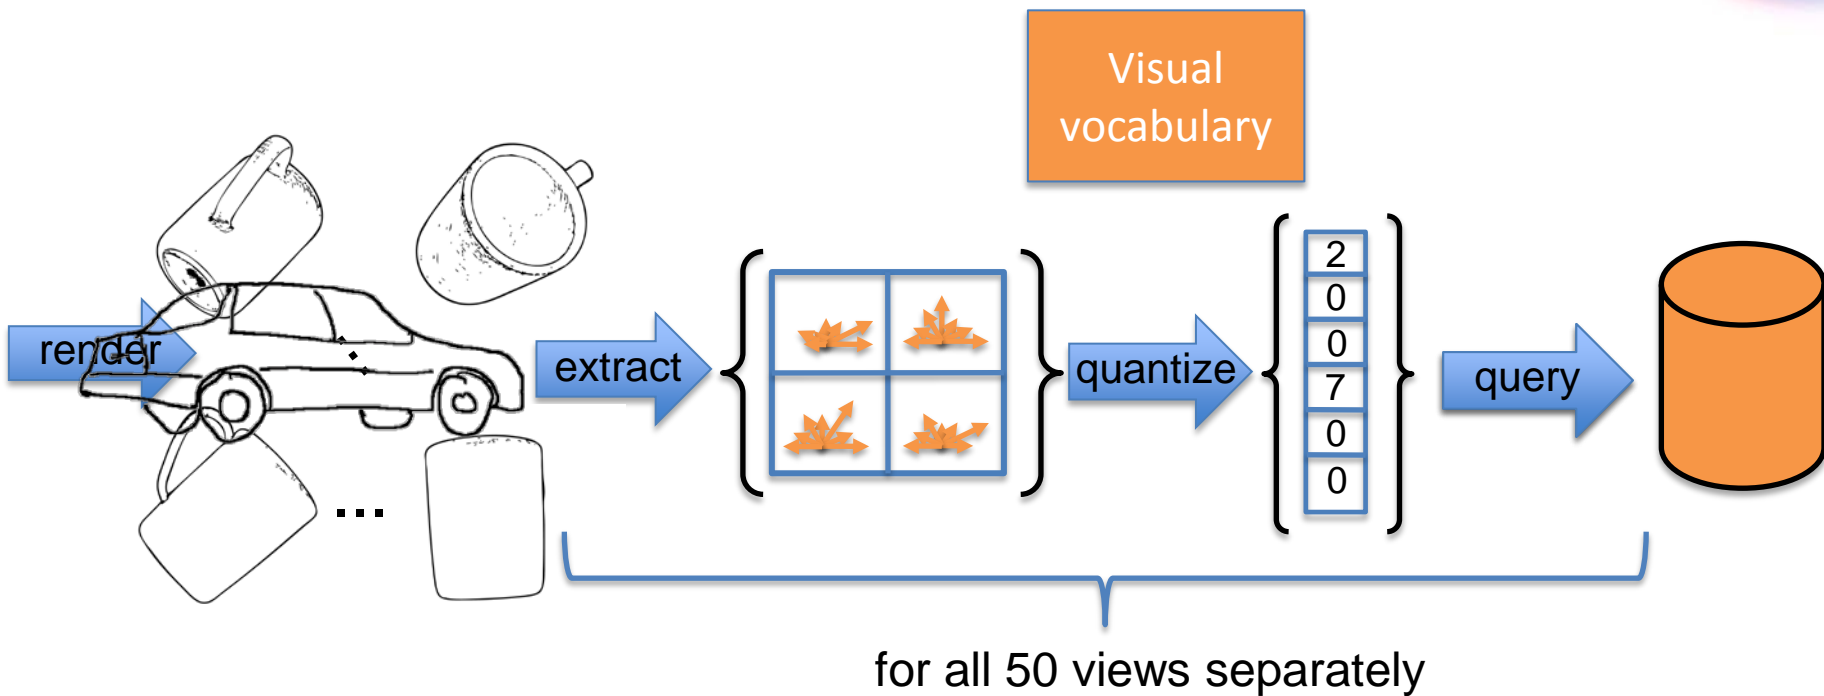 Visual
vocabulary
render
extract
quantize
2
0
0
7
0
0
query
...
for all 50 views separately